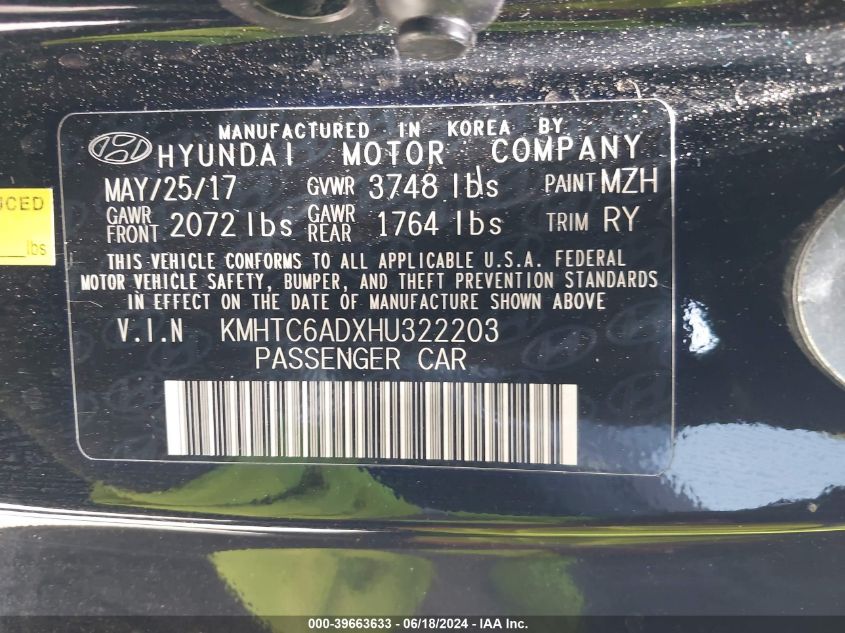 MANUFACTURED IN KOREA BY
HYUNDAI MOTOR COMPANY
MAY/25/17 GVWR 3748 lbs PAINT MZH
GAWR FRONT 2072 lbs GAWR REAR 1764 lbs TRIM RY
THIS VEHICLE CONFORMS TO ALL APPLICABLE U.S.A. FEDERAL
MOTOR VEHICLE SAFETY, BUMPER, AND THEFT PREVENTION STANDARDS
IN EFFECT ON THE DATE OF MANUFACTURE SHOWN ABOVE
V.I.N KMHTC6ADXHU322203
PASSENGER CAR
lbs
000-39663633 - 06/18/2024 - IAA Inc.